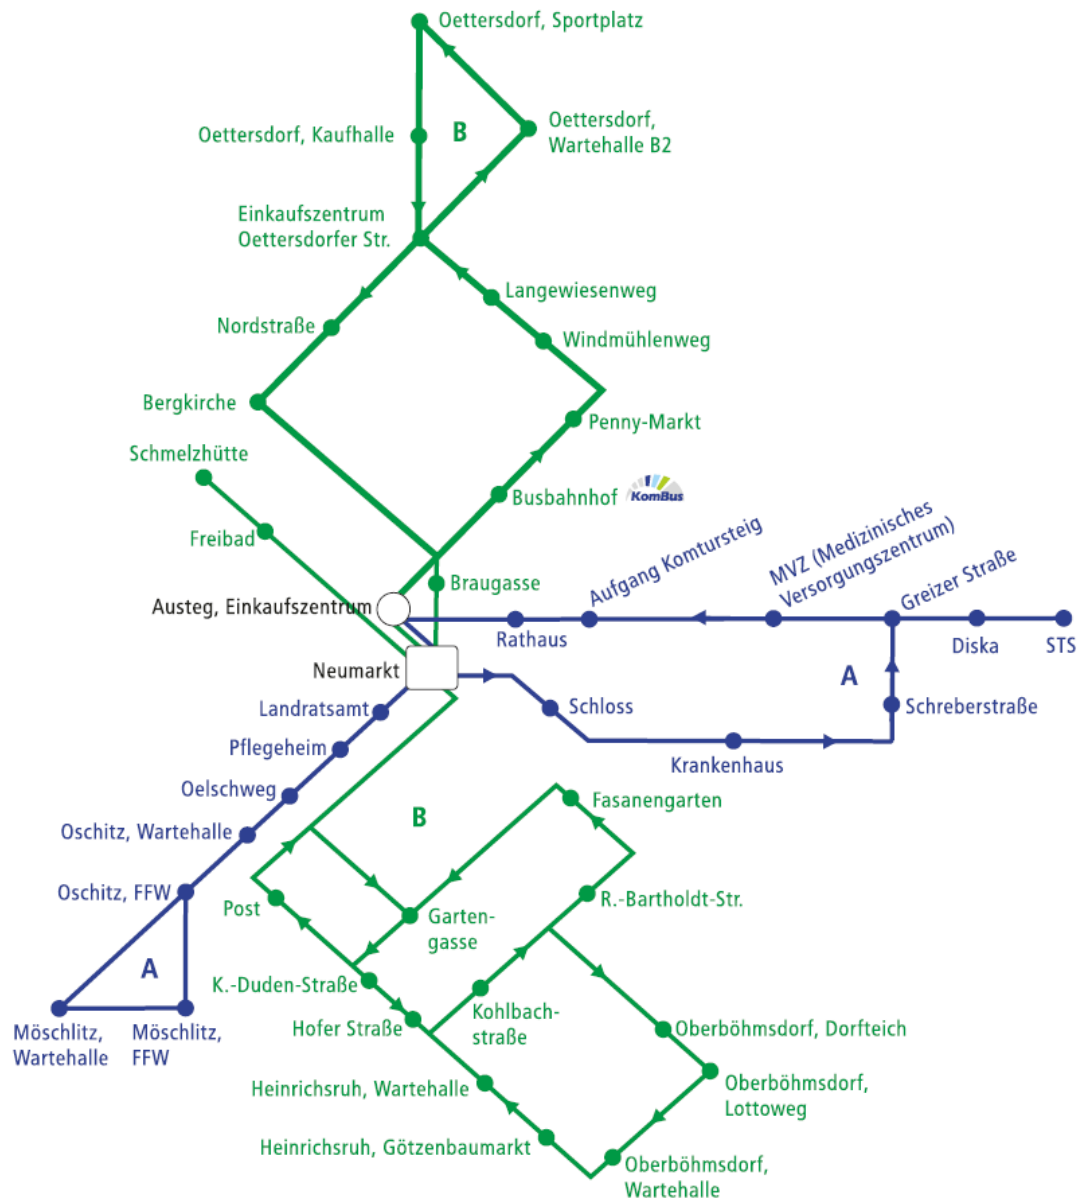 Oettersdorf, Sportplatz
Oettersdorf, Kaufhalle
B
Oettersdorf,
Wartehalle B2
Einkaufszentrum
Oettersdorfer Str.
Langewiesenweg
Nordstraße
Windmühlenweg
Bergkirche
Penny-Markt
Schmelzhütte
Busbahnhof
KomBus
Freibad
Braugasse
Aufgang Komtursteig
MVZ (Medizinisches
Versorgungszentrum)
Greizer Straße
Austeg, Einkaufszentrum
Rathaus
Diska
STS
Neumarkt
A
Landratsamt
Schloss
Schreberstraße
Pflegeheim
Krankenhaus
Oelschweg
Fasanengarten
B
Oschitz, Wartehalle
Oschitz, FFW
R.-Bartholdt-Str.
Post
Garten-
gasse
A
K.-Duden-Straße
Kohlbach-
straße
Hofer Straße
Oberböhmsdorf, Dorfteich
Möschlitz,
Wartehalle
Möschlitz,
FFW
Heinrichsruh, Wartehalle
Oberböhmsdorf,
Lottoweg
Heinrichsruh, Götzenbaumarkt
Oberböhmsdorf,
Wartehalle